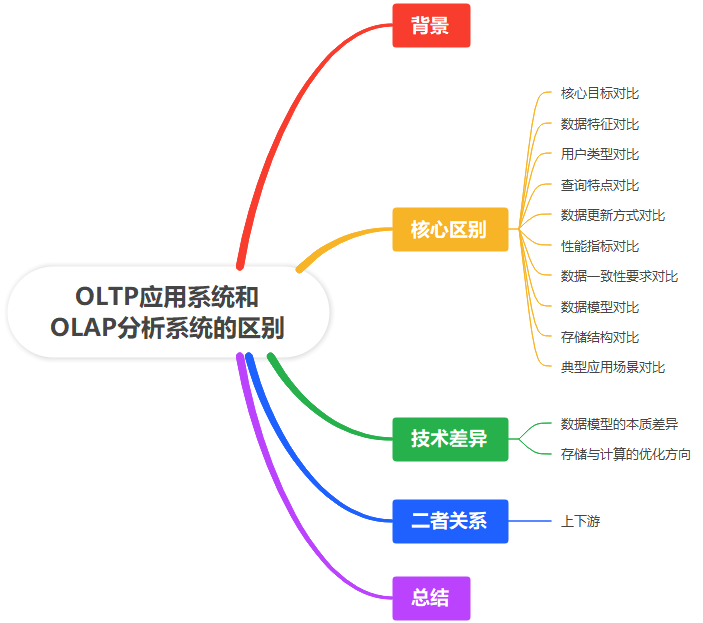 OLTP应用系统和
OLAP分析系统的区别
背景
核心区别
核心目标对比
数据特征对比
用户类型对比
查询特点对比
数据更新方式对比
性能指标对比
数据一致性要求对比
数据模型对比
存储结构对比
典型应用场景对比
技术差异
数据模型的本质差异
存储与计算的优化方向
二者关系
上下游
总结